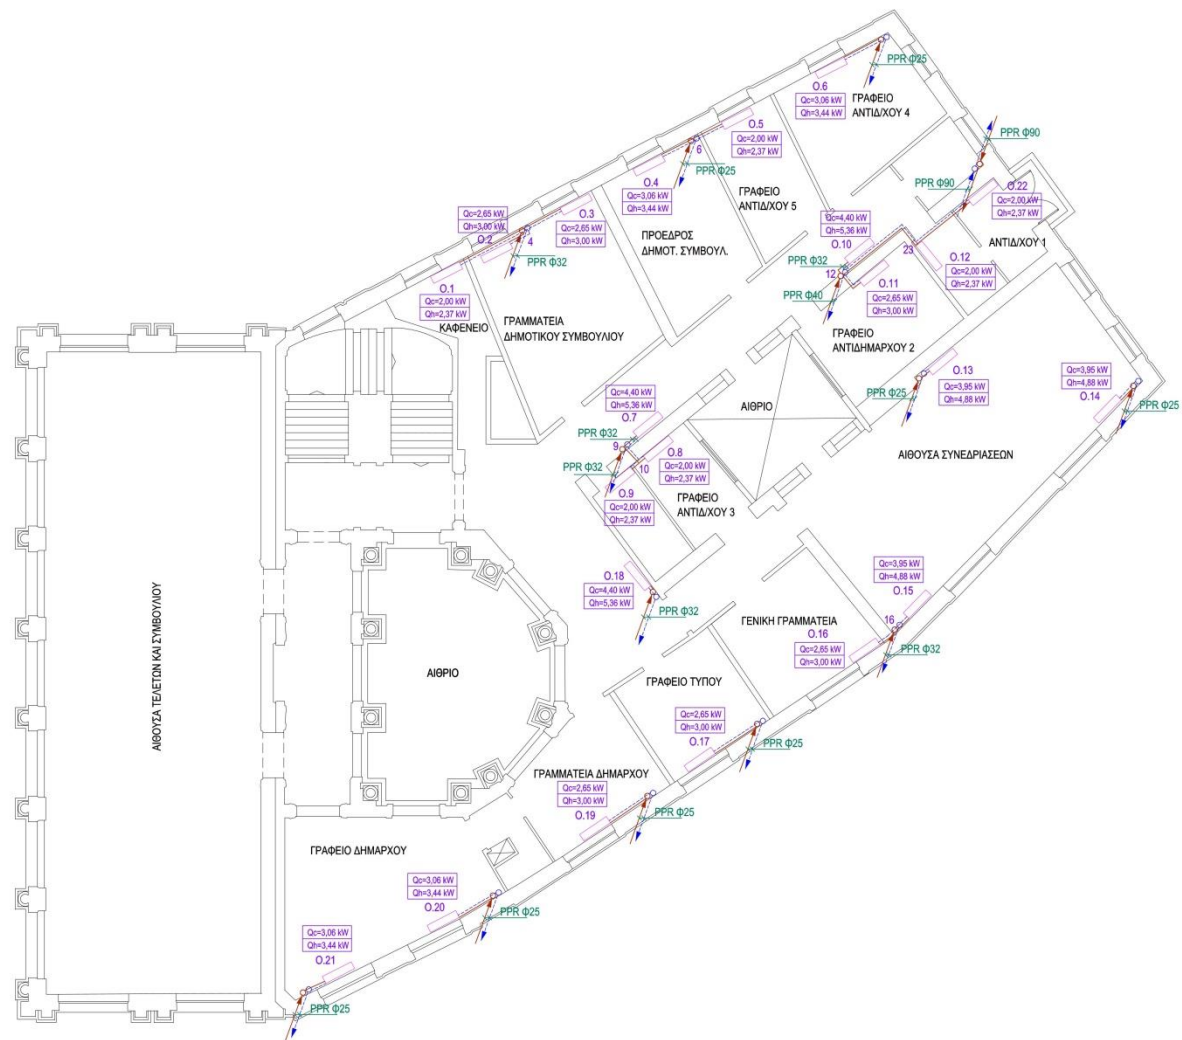 PPR Φ25
O.6
Qc=3,06 kW
Qh=3,44 kW
ΓΡΑΦΕΙΟ
ΑΝΤΙΔ/ΧΟΥ 4
O.5
Qc=2,00 kW
Qh=2,37 kW
6
PPR Φ25
O.4
Qc=3,06 kW
Qh=3,44 kW
ΓΡΑΦΕΙΟ
ΑΝΤΙΔ/ΧΟΥ 5
PPR Φ90
PPR Φ90
O.22
Qc=2,00 kW
Qh=2,37 kW
ΑΝΤΙΔ/ΧΟΥ 1
Qc=2,65 kW
Qh=3,00 kW
O.2
O.3
Qc=2,65 kW
Qh=3,00 kW
4
PPR Φ32
ΠΡΟΕΔΡΟΣ
ΔΗΜΟΤ. ΣΥΜΒΟΥΛ.
Qc=4,40 kW
Qh=5,36 kW
O.10
23
PPR Φ32
12
PPR Φ40
O.12
Qc=2,00 kW
Qh=2,37 kW
O.11
Qc=2,65 kW
Qh=3,00 kW
O.1
Qc=2,00 kW
Qh=2,37 kW
ΚΑΦΕΝΕΙΟ
ΓΡΑΜΜΑΤΕΙΑ
ΔΗΜΟΤΙΚΟΥ ΣΥΜΒΟΥΛΙΟΥ
ΓΡΑΦΕΙΟ
ΑΝΤΙΔΗΜΑΡΧΟΥ 2
O.13
Qc=3,95 kW
Qh=4,88 kW
PPR Φ25
Qc=3,95 kW
Qh=4,88 kW
O.14
PPR Φ25
Qc=4,40 kW
Qh=5,36 kW
O.7
ΑΙΘΡΙΟ
PPR Φ32
9
PPR Φ32
10
O.8
Qc=2,00 kW
Qh=2,37 kW
ΑΙΘΟΥΣΑ ΣΥΝΕΔΡΙΑΣΕΩΝ
O.9
Qc=2,00 kW
Qh=2,37 kW
ΓΡΑΦΕΙΟ
ΑΝΤΙΔ/ΧΟΥ 3
O.18
Qc=4,40 kW
Qh=5,36 kW
PPR Φ32
Qc=3,95 kW
Qh=4,88 kW
O.15
16
PPR Φ32
ΓΕΝΙΚΗ ΓΡΑΜΜΑΤΕΙΑ
O.16
Qc=2,65 kW
Qh=3,00 kW
ΑΙΘΟΥΣΑ ΤΕΛΕΤΩΝ ΚΑΙ ΣΥΜΒΟΥΛΙΟΥ
ΑΙΘΡΙΟ
ΓΡΑΦΕΙΟ ΤΥΠΟΥ
Qc=2,65 kW
Qh=3,00 kW
O.17
PPR Φ25
ΓΡΑΜΜΑΤΕΙΑ ΔΗΜΑΡΧΟΥ
Qc=2,65 kW
Qh=3,00 kW
O.19
PPR Φ25
ΓΡΑΦΕΙΟ ΔΗΜΑΡΧΟΥ
Qc=3,06 kW
Qh=3,44 kW
O.20
PPR Φ25
Qc=3,06 kW
Qh=3,44 kW
O.21
PPR Φ25